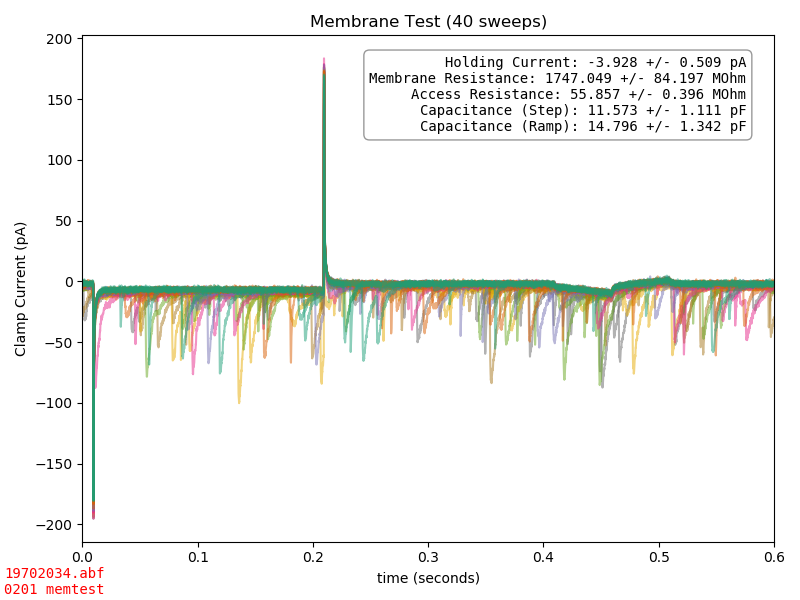 Membrane Test (40 sweeps)
Holding Current: -3.928 +/- 0.509 pA
Membrane Resistance: 1747.049 +/- 84.197 MOhm
Access Resistance: 55.857 +/- 0.396 MOhm
Capacitance (Step): 11.573 +/- 1.111 pF
Capacitance (Ramp): 14.796 +/- 1.342 pF
Clamp Current (pA)
200
150
100
50
0
−50
−100
−150
−200
0.0 0.1 0.2 0.3 0.4 0.5 0.6
time (seconds)
19702034.abf
0201 memtest